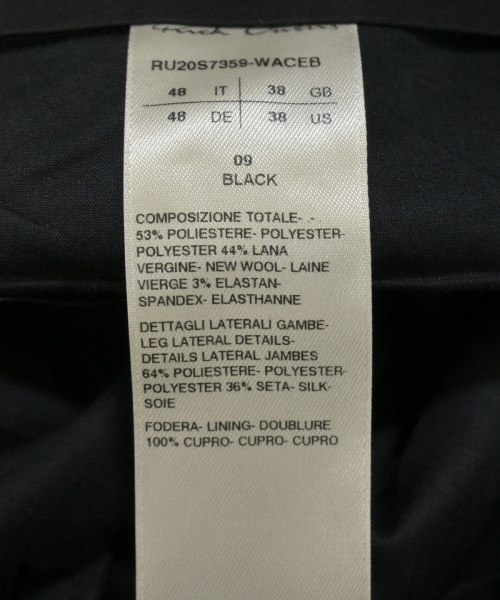 RU20S7359-WACEB
48 IT 38 GB
48 DE 38 US
09
BLACK
COMPOSIZIONE TOTALE- .-
53% POLIESTERE- POLYESTER-
POLYESTER 44% LANA
VERGINE- NEW WOOL- LAINE
VIERGE 3% ELASTAN-
SPANDEX- ELASTHANNE
DETTAGLI LATERALI GAMBE-
LEG LATERAL DETAILS-
DETAILS LATERAL JAMBES
64% POLIESTERE- POLYESTER-
POLYESTER 36% SETA- SILK-
SOIE
FODERA- LINING- DOUBLURE
100% CUPRO- CUPRO- CUPRO